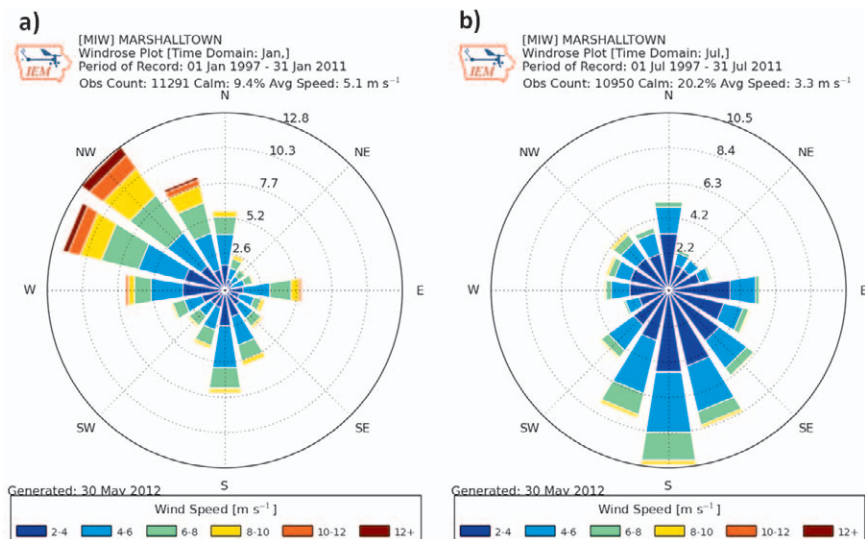 a)
IEM
[MIW] MARSHALLTOWN
Windrose Plot [Time Domain: Jan,]
Period of Record: 01 Jan 1997 - 31 Jan 2011
Obs Count: 11291 Calm: 9.4% Avg Speed: 5.1 m s⁻¹
N
12.8
10.3
7.7
5.2
2.6
NW
NE
W
E
SW
SE
S
Generated: 30 May 2012
Wind Speed [m s⁻¹]
2-4 4-6 6-8 8-10 10-12 12+
b)
IEM
[MIW] MARSHALLTOWN
Windrose Plot [Time Domain: Jul,]
Period of Record: 01 Jul 1997 - 31 Jul 2011
Obs Count: 10950 Calm: 20.2% Avg Speed: 3.3 m s⁻¹
N
10.5
8.4
6.3
4.2
2.2
NW
NE
W
E
SW
SE
S
Generated: 30 May 2012
Wind Speed [m s⁻¹]
2-4 4-6 6-8 8-10 10-12 12+